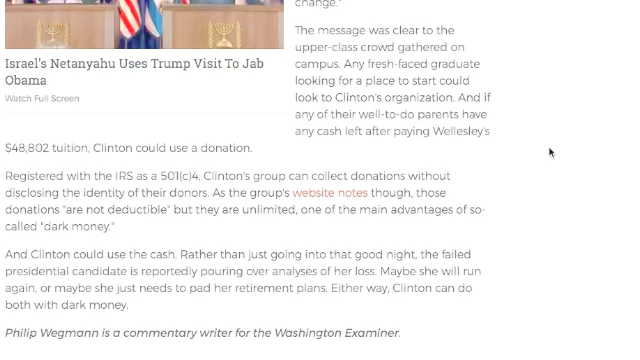 change."
The message was clear to the
upper-class crowd gathered on
campus. Any fresh-faced graduate
looking for a place to start could
look to Clinton's organization. And if
any of their well-to-do parents have
any cash left after paying Wellesley's
Israel's Netanyahu Uses Trump Visit To Jab
Obama
Watch Full Screen
$48,802 tuition, Clinton could use a donation.
Registered with the IRS as a 501(c)4, Clinton's group can collect donations without
disclosing the identity of their donors. As the group's website notes though, those
donations "are not deductible" but they are unlimited, one of the main advantages of so-
called "dark money."
And Clinton could use the cash. Rather than just going into that good night, the failed
presidential candidate is reportedly pouring over analyses of her loss. Maybe she will run
again, or maybe she just needs to pad her retirement plans. Either way, Clinton can do
both with dark money.
Philip Wegmann is a commentary writer for the Washington Examiner.